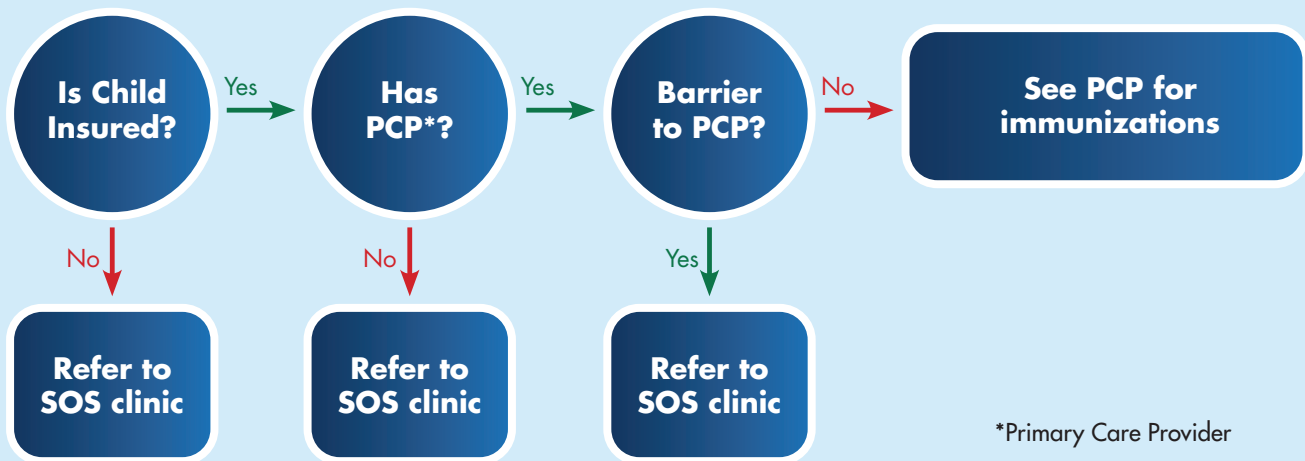 Is Child
Insured?
Yes
Has
PCP*?
Yes
Barrier
to PCP?
No
See PCP for
immunizations
No
No
Yes
Refer to
SOS clinic
Refer to
SOS clinic
Refer to
SOS clinic
*Primary Care Provider